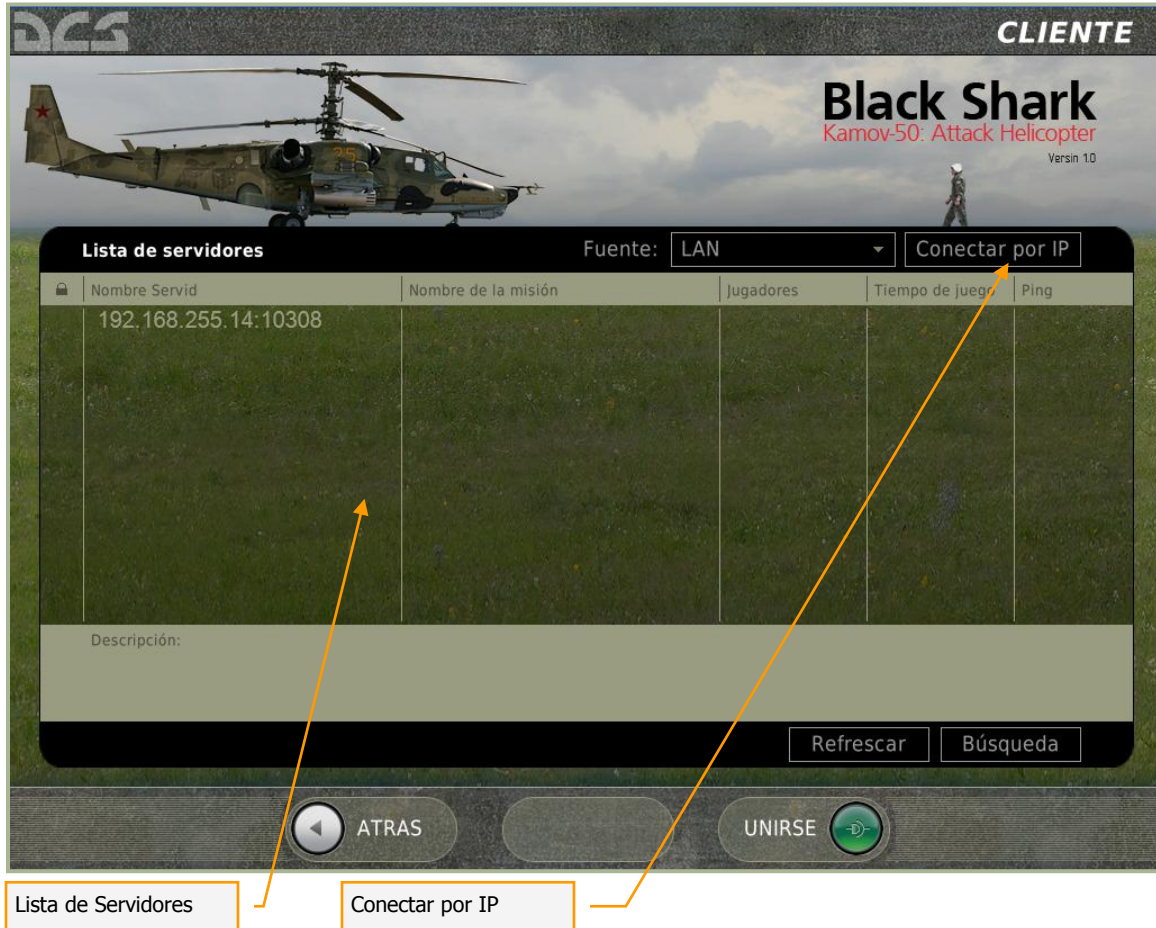 DCS
CLIENTE
Black Shark
Kamov-50: Attack Helicopter
Versin 1.0
25
Lista de servidores
Fuente: LAN
Conectar por IP
Nombre Servid
Nombre de la misión
Jugadores
Tiempo de juego
Ping
192.168.255.14:10308
Descripción:
Refrescar
Búsqueda
ATRAS
UNIRSE
Lista de Servidores
Conectar por IP